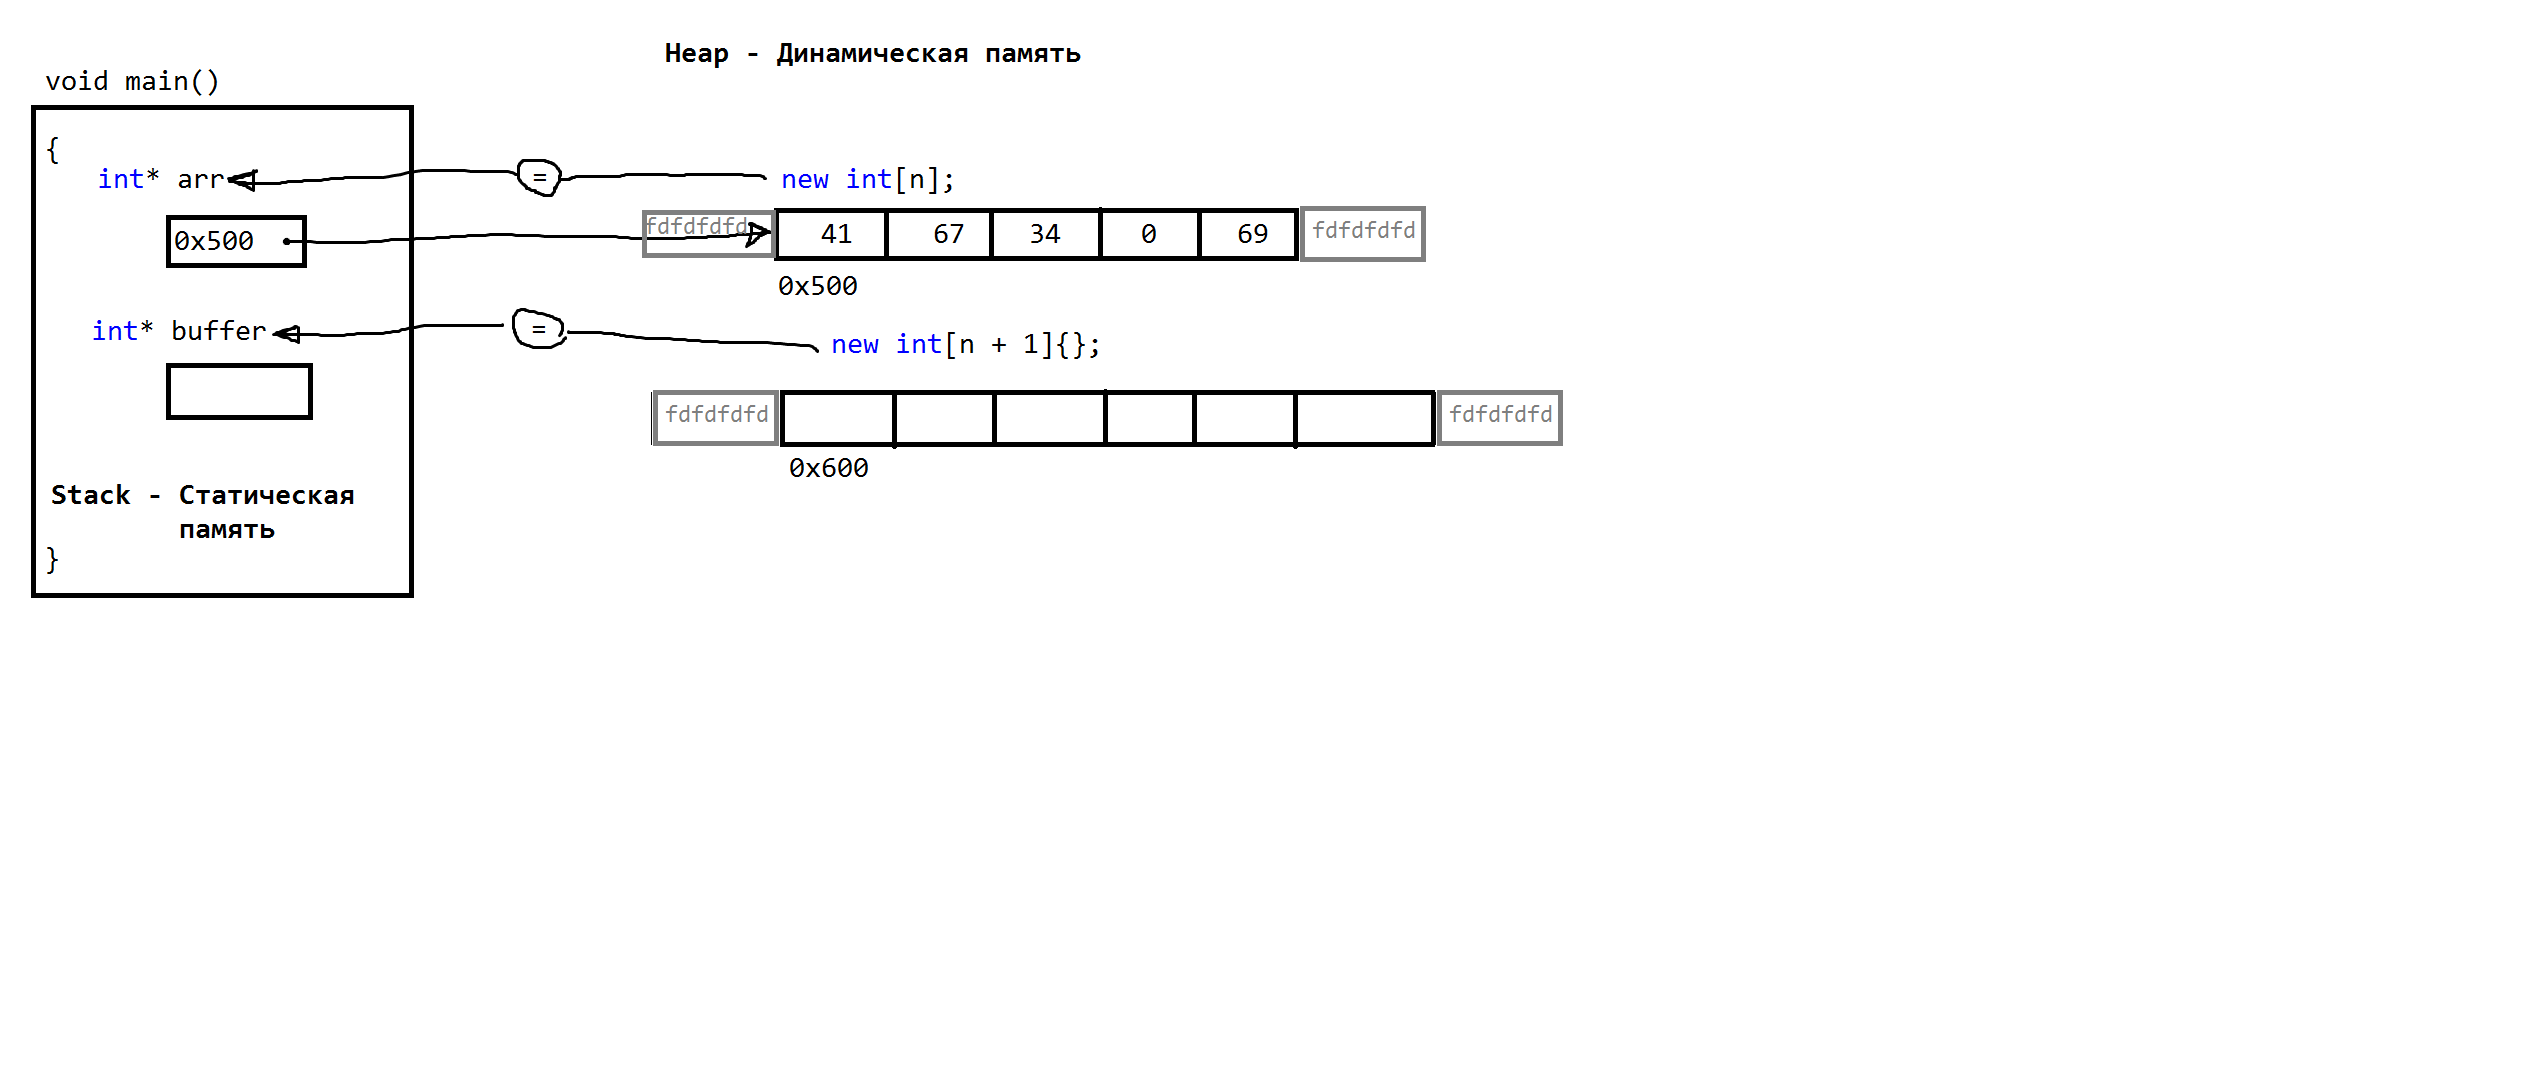 Heap - Динамическая память
void main()
{
int* arr = new int[n];
0x500 fdfdfdfd 41 67 34 0 69 fdfdfdfd
0x500
int* buffer = new int[n + 1]{};
fdfdfdfd fdfdfdfd
0x600
Stack - Статическая
память
}